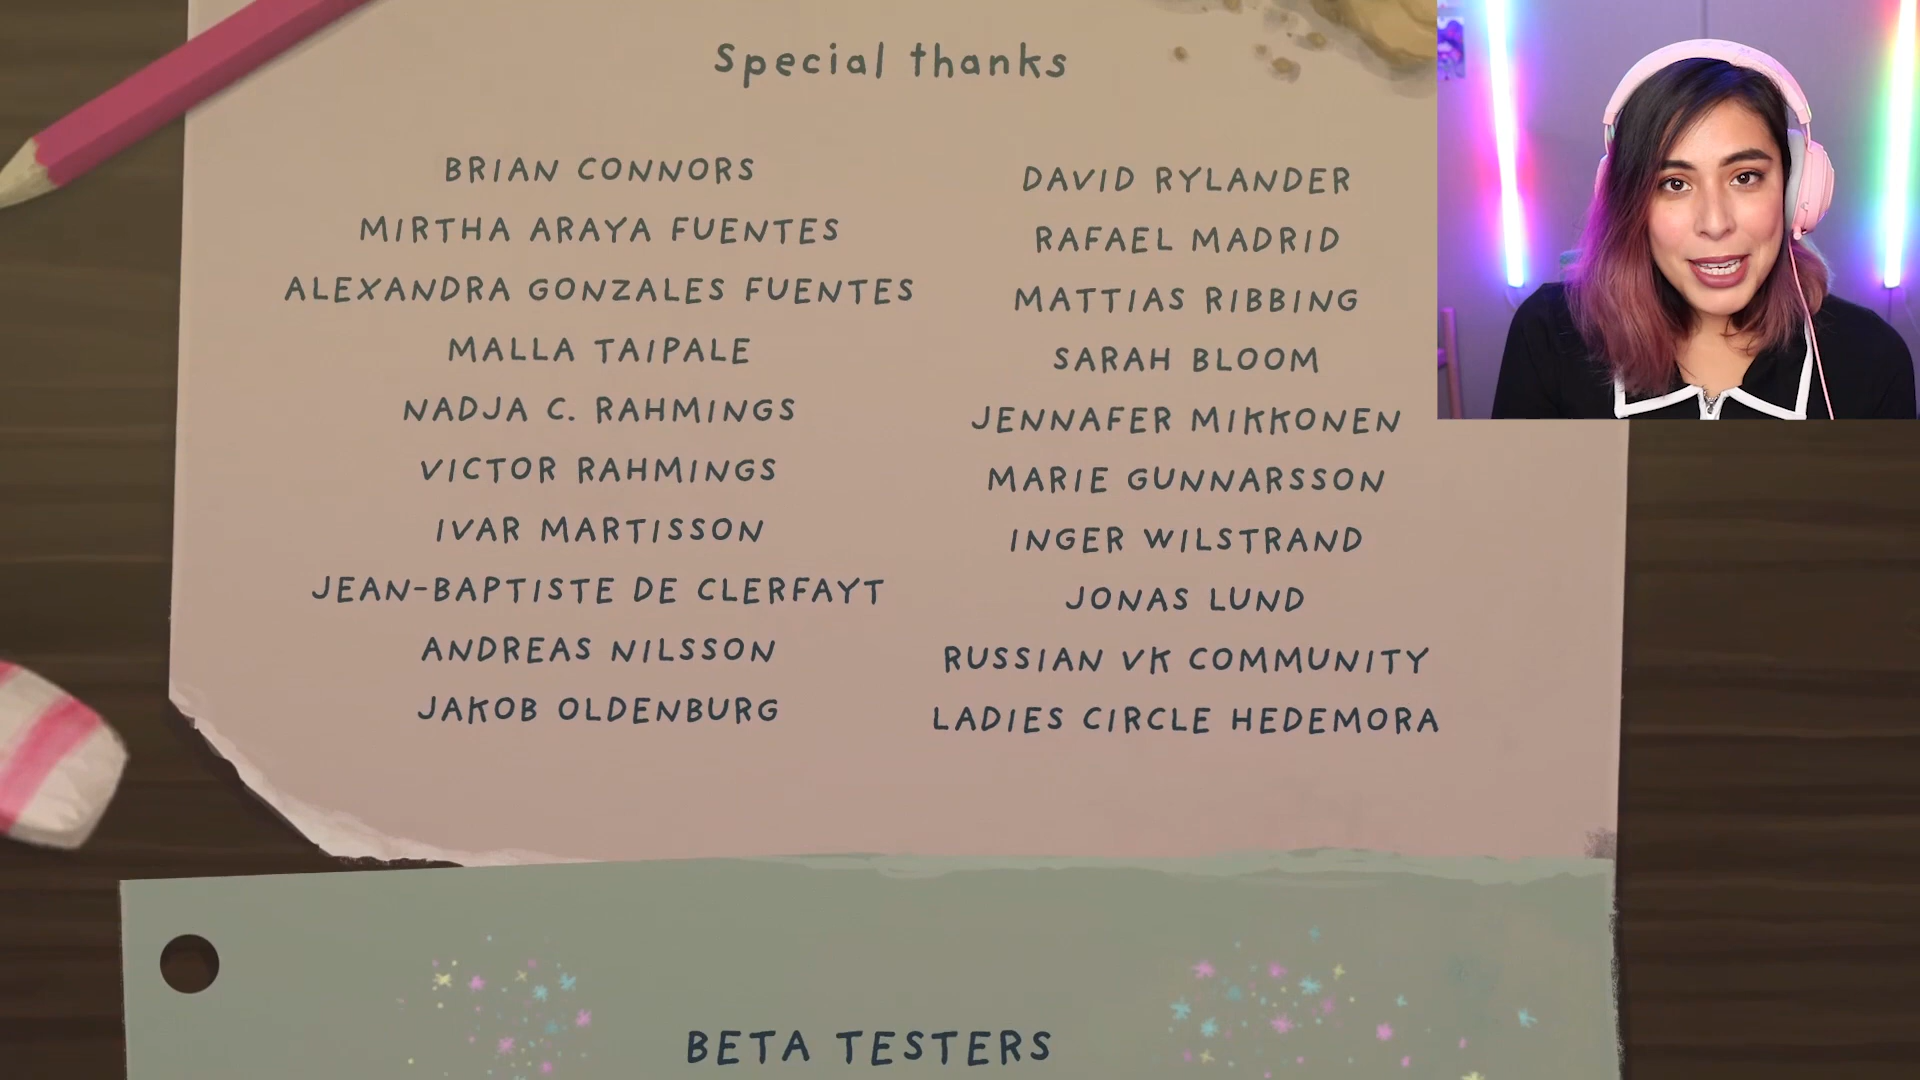 Special thanks
BRIAN CONNORS
MIRTHA ARAYA FUENTES
ALEXANDRA GONZALES FUENTES
MALLA TAIPALE
NADJA C. RAHMINGS
VICTOR RAHMINGS
IVAR MARTISSON
JEAN-BAPTISTE DE CLERFAYT
ANDREAS NILSSON
JAKOB OLDENBURG
DAVID RYLANDER
RAFAEL MADRID
MATTIAS RIBBING
SARAH BLOOM
JENNAFER MIKKONEN
MARIE GUNNARSSON
INGER WILSTRAND
JONAS LUND
RUSSIAN VK COMMUNITY
LADIES CIRCLE HEDEMORA
BETA TESTERS